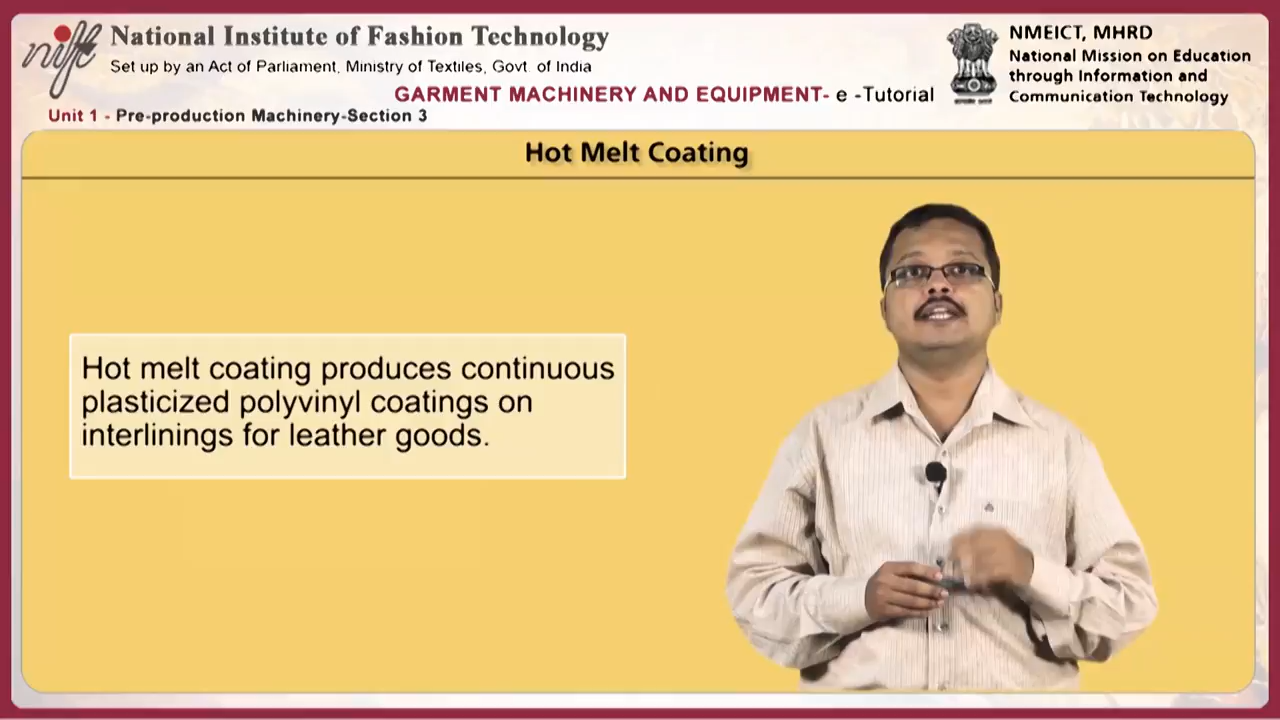 nift
National Institute of Fashion Technology
Set up by an Act of Parliament, Ministry of Textiles, Govt. of India
NMEICT, MHRD
National Mission on Education
through Information and
Communication Technology
GARMENT MACHINERY AND EQUIPMENT- e -Tutorial
Unit 1 - Pre-production Machinery-Section 3
Hot Melt Coating
Hot melt coating produces continuous
plasticized polyvinyl coatings on
interlinings for leather goods.